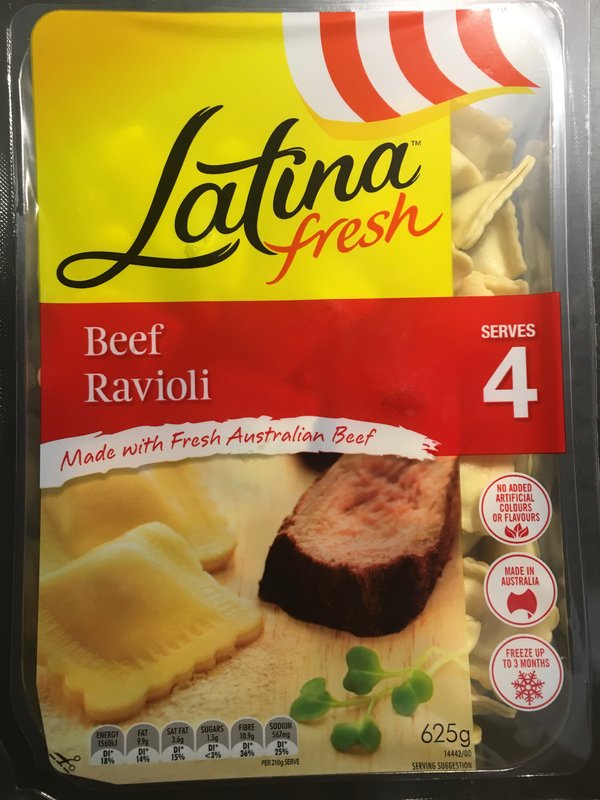 Latina™
fresh
Beef
Ravioli
SERVES
4
Made with Fresh Australian Beef
NO ADDED
ARTIFICIAL
COLOURS
OR FLAVOURS
MADE IN
AUSTRALIA
FREEZE UP
TO 3 MONTHS
ENERGY
1560kJ
DI*
18%
FAT
9.9g
DI*
14%
SAT FAT
3.6g
DI*
15%
SUGARS
1.5g
DI*
<3%
FIBRE
10.9g
DI*
36%
SODIUM
567mg
DI*
25%
PER 210g SERVE
625g
14442/00
SERVING SUGGESTION